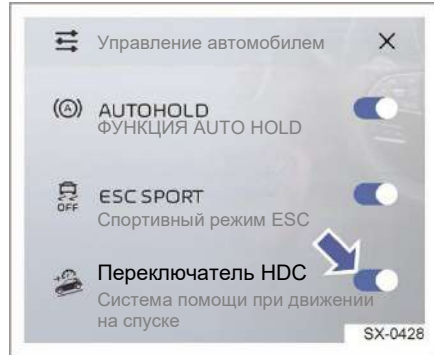 Управление автомобилем
(A) AUTOHOLD
ФУНКЦИЯ AUTO HOLD
OFF ESC SPORT
Спортивный режим ESC
Переключатель HDC
Система помощи при движении
на спуске
SX-0428